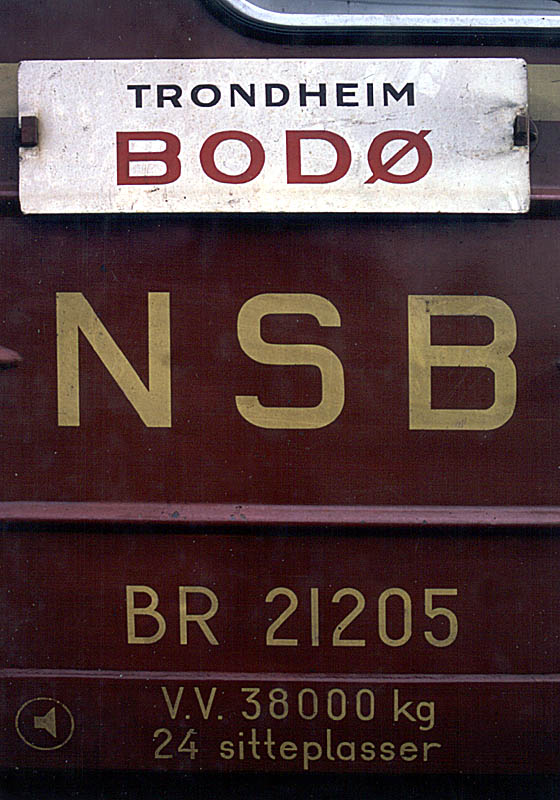 TRONDHEIM
BODØ
NSB
BR 21205
V.V. 38000 kg
24 sitteplasser